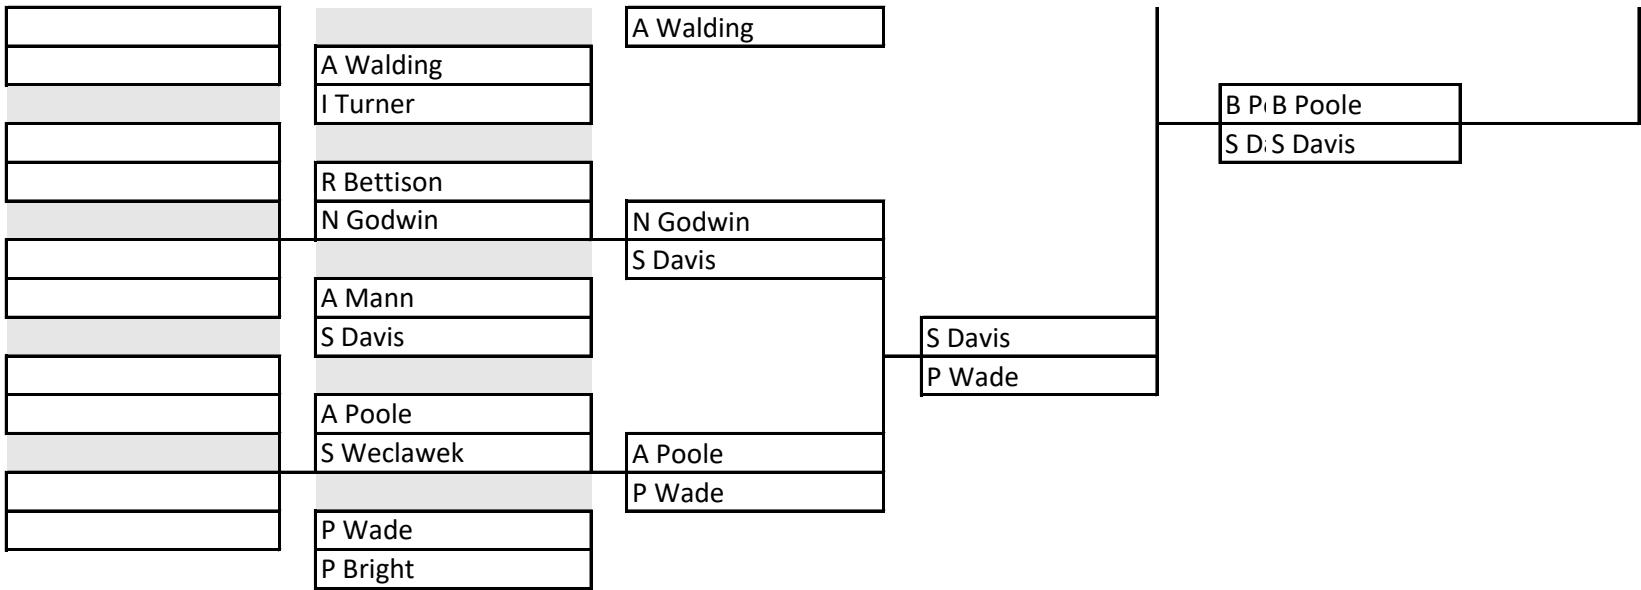 A Walding
A Walding
I Turner
B P B Poole
S D S Davis
R Bettison
N Godwin
N Godwin
S Davis
A Mann
S Davis
S Davis
P Wade
A Poole
S Weclawek
A Poole
P Wade
P Wade
P Bright